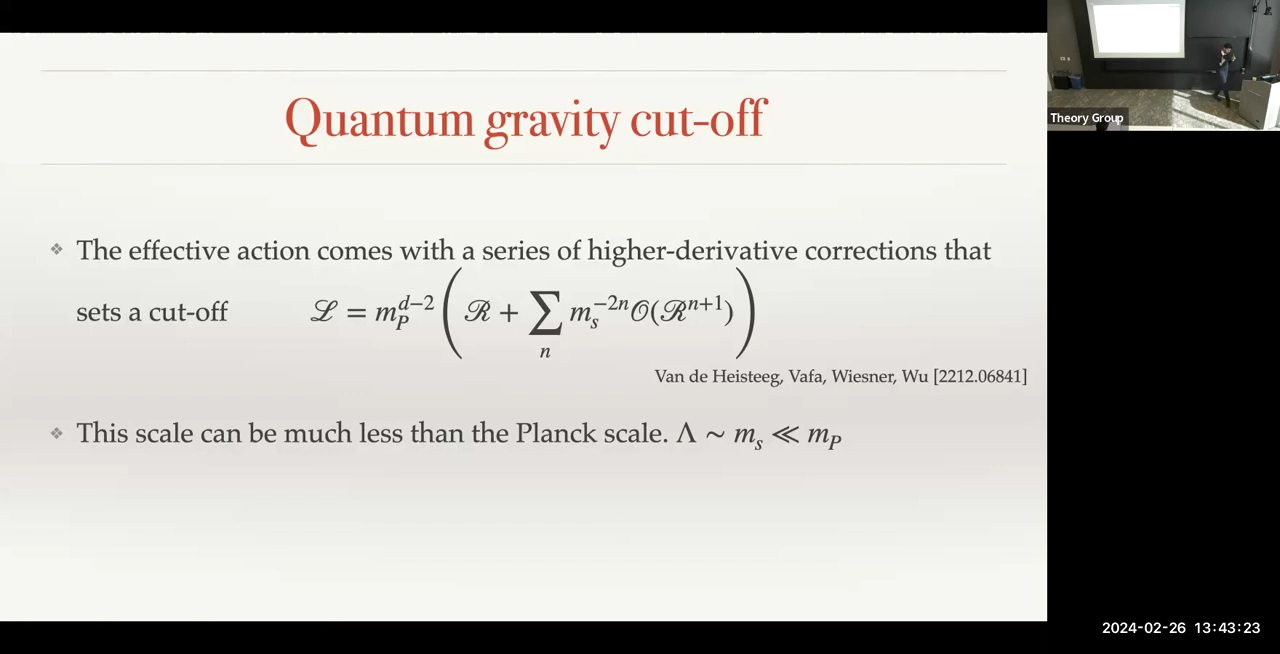 Quantum gravity cut-off
❖ The effective action comes with a series of higher-derivative corrections that
sets a cut-off ℒ = m_P^{d−2} ( ℛ + ∑_n m_s^{−2n} 𝒪(ℛ^{n+1}) )
Van de Heisteeg, Vafa, Wiesner, Wu [2212.06841]
❖ This scale can be much less than the Planck scale. Λ ∼ m_s ≪ m_P
Theory Group
2024-02-26 13:43:23